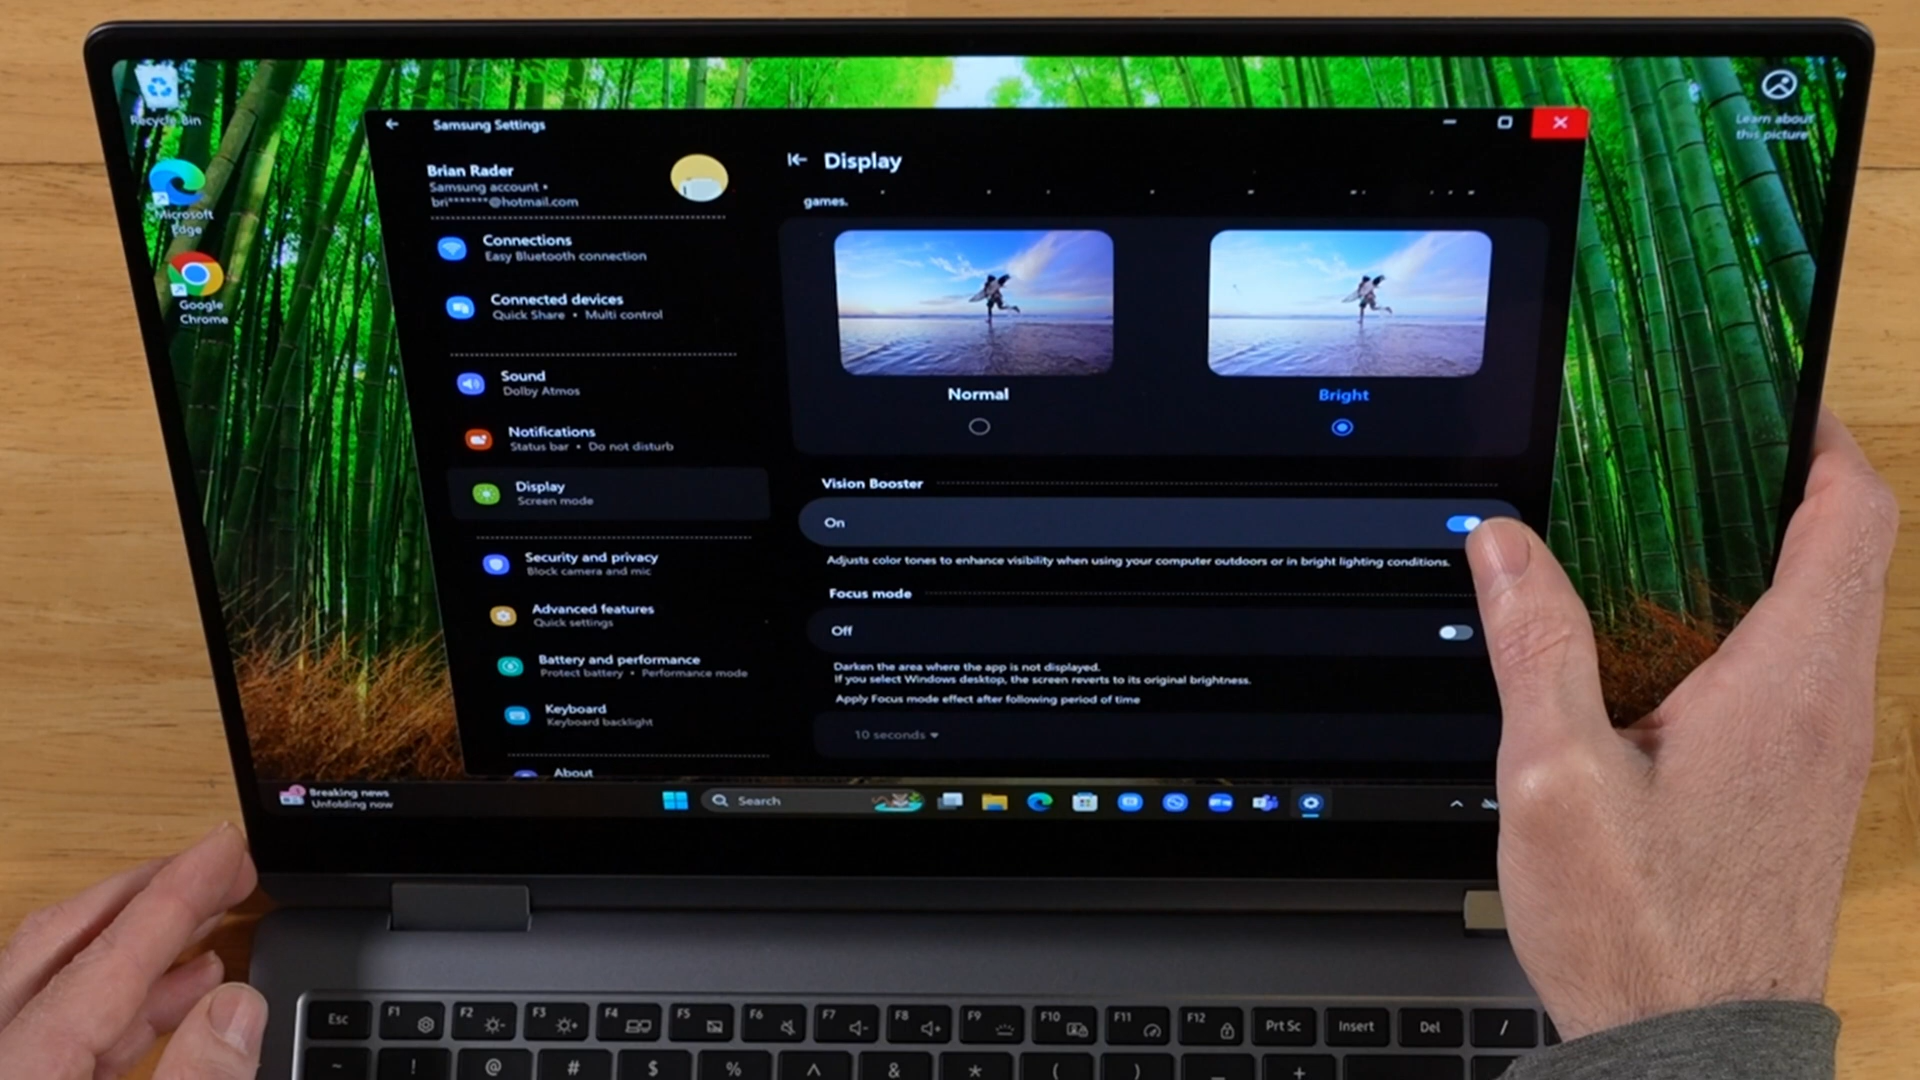 Recycle Bin
Microsoft
Edge
Google
Chrome
Learn about
this picture
Samsung Settings
Brian Rader
Samsung account •
bri*******@hotmail.com
Connections
Easy Bluetooth connection
Connected devices
Quick Share • Multi control
Sound
Dolby Atmos
Notifications
Status bar • Do not disturb
Display
Screen mode
Security and privacy
Block camera and mic
Advanced features
Quick settings
Battery and performance
Protect battery • Performance mode
Keyboard
Keyboard backlight
About
Display
games.
Normal
Bright
Vision Booster
On
Adjusts color tones to enhance visibility when using your computer outdoors or in bright lighting conditions.
Focus mode
Off
Darken the area where the app is not displayed.
If you select Windows desktop, the screen reverts to its original brightness.
Apply Focus mode effect after following period of time
10 seconds
Breaking news
Unfolding now
Search
Esc F1 F2 F3 F4 F5 F6 F7 F8 F9 F10 F11 F12 Prt Sc Insert Del /
~ ! @ # $ % ^ & * ( ) _ +